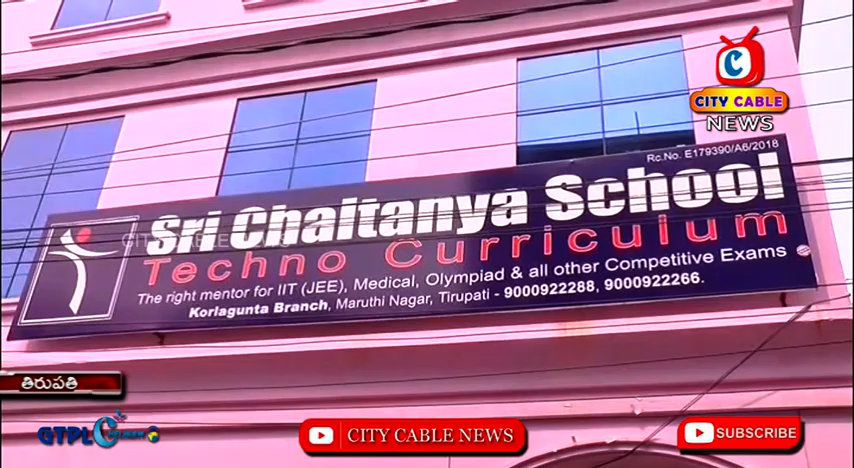 CITY CABLE
NEWS
Rc.No. E179390/A6/2018
Sri Chaitanya School
Techno Curriculum
The right mentor for IIT (JEE), Medical, Olympiad & all other Competitive Exams
Korlagunta Branch, Maruthi Nagar, Tirupati - 9000922288, 9000922266.
తిరుపతి
GTPL
CITY CABLE NEWS
SUBSCRIBE